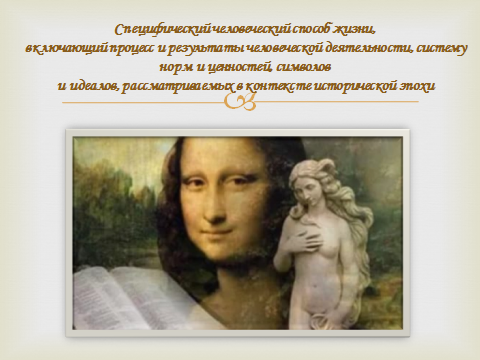 Специфический человеческий способ жизни,
включающий процесс и результаты человеческой деятельности, систему
норм и ценностей, символов
и идеалов, рассматриваемых в контексте исторической эпохи